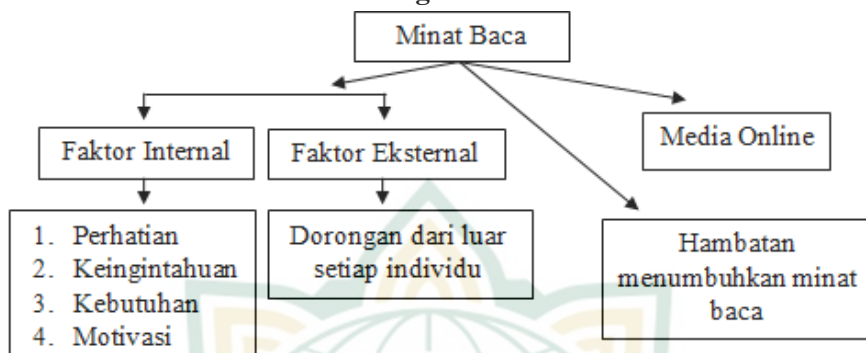 Minat Baca
Faktor Internal
Faktor Eksternal
Media Online
1. Perhatian
2. Keingintahuan
3. Kebutuhan
4. Motivasi
Dorongan dari luar
setiap individu
Hambatan
menumbuhkan minat
baca